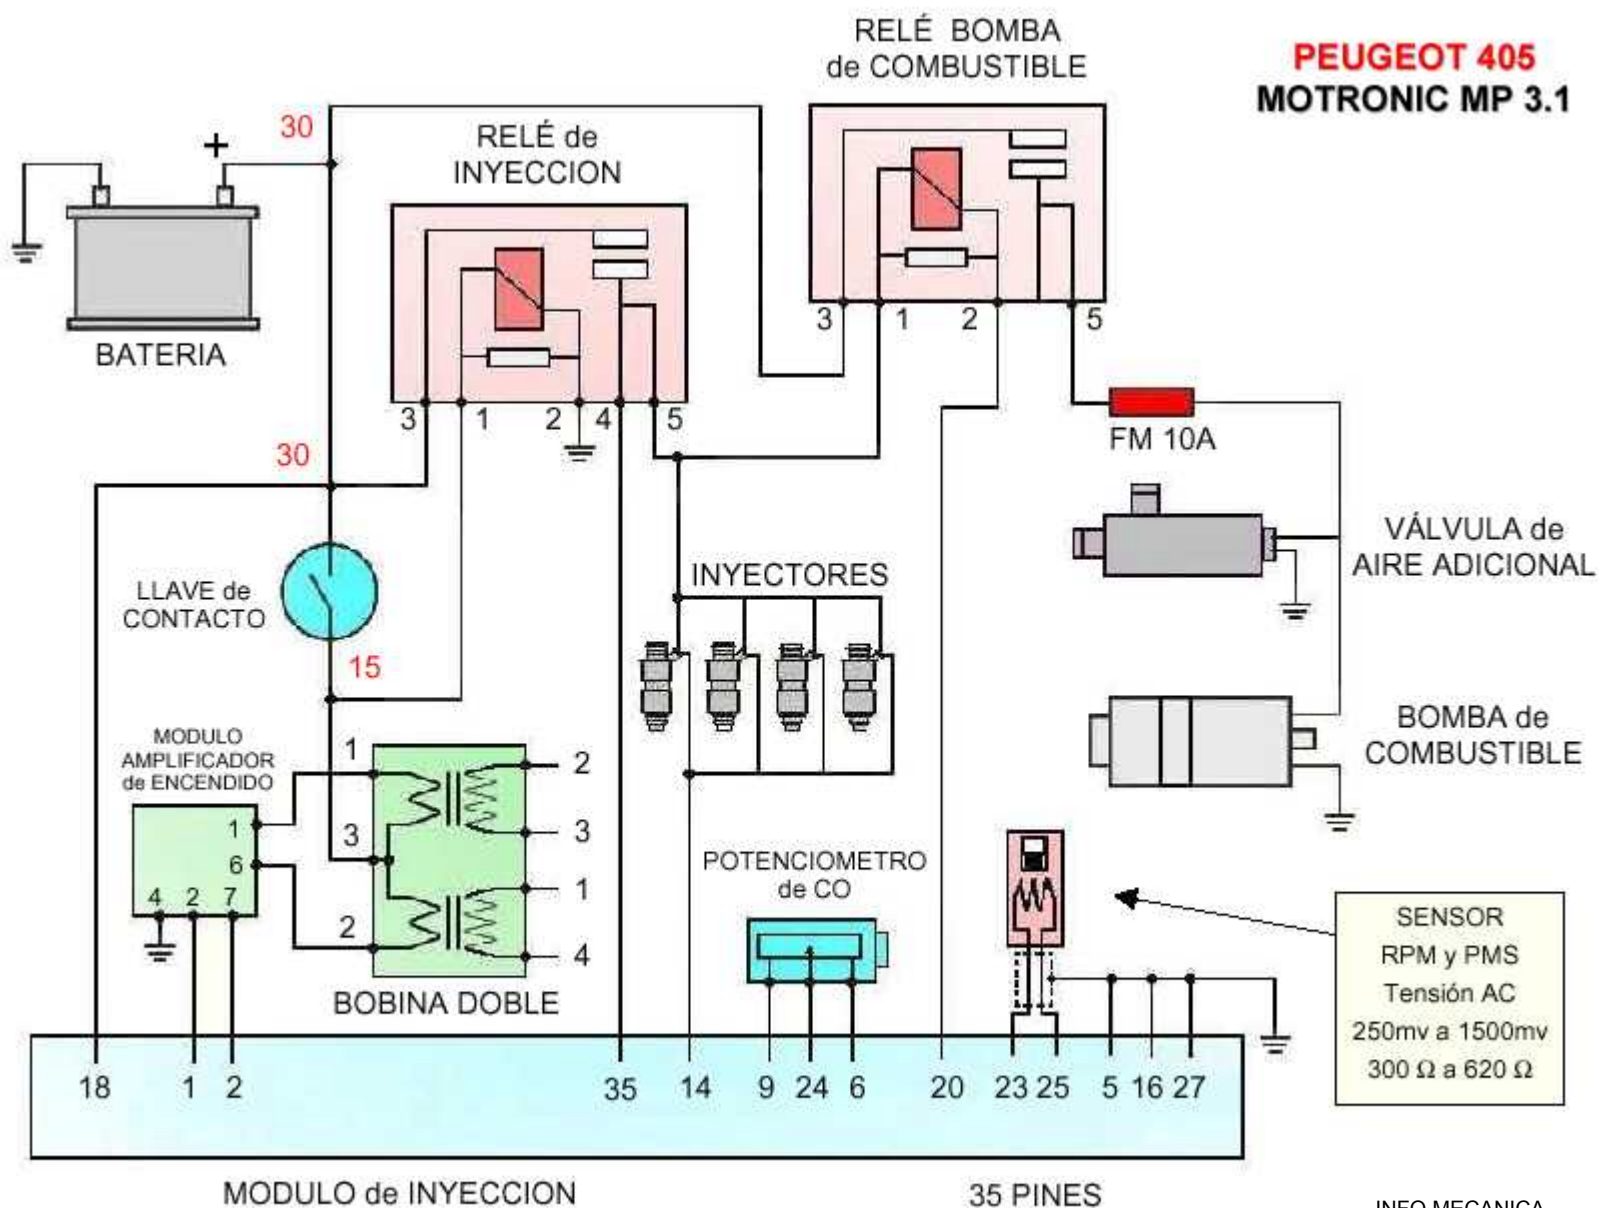 RELÉ BOMBA
de COMBUSTIBLE
PEUGEOT 405
MOTRONIC MP 3.1
30
+
RELÉ de
INYECCION
BATERIA
3 1 2 5
3 1 2 4 5
FM 10A
30
VÁLVULA de
AIRE ADICIONAL
LLAVE de
CONTACTO
INYECTORES
15
MODULO
AMPLIFICADOR
de ENCENDIDO
1
6
4 2 7
1
3
2
2
3
1
4
BOBINA DOBLE
BOMBA de
COMBUSTIBLE
POTENCIOMETRO
de CO
SENSOR
RPM y PMS
Tensión AC
250mv a 1500mv
300 Ω a 620 Ω
18 1 2 35 14 9 24 6 20 23 25 5 16 27
MODULO de INYECCION
35 PINES
INFO MECANICA